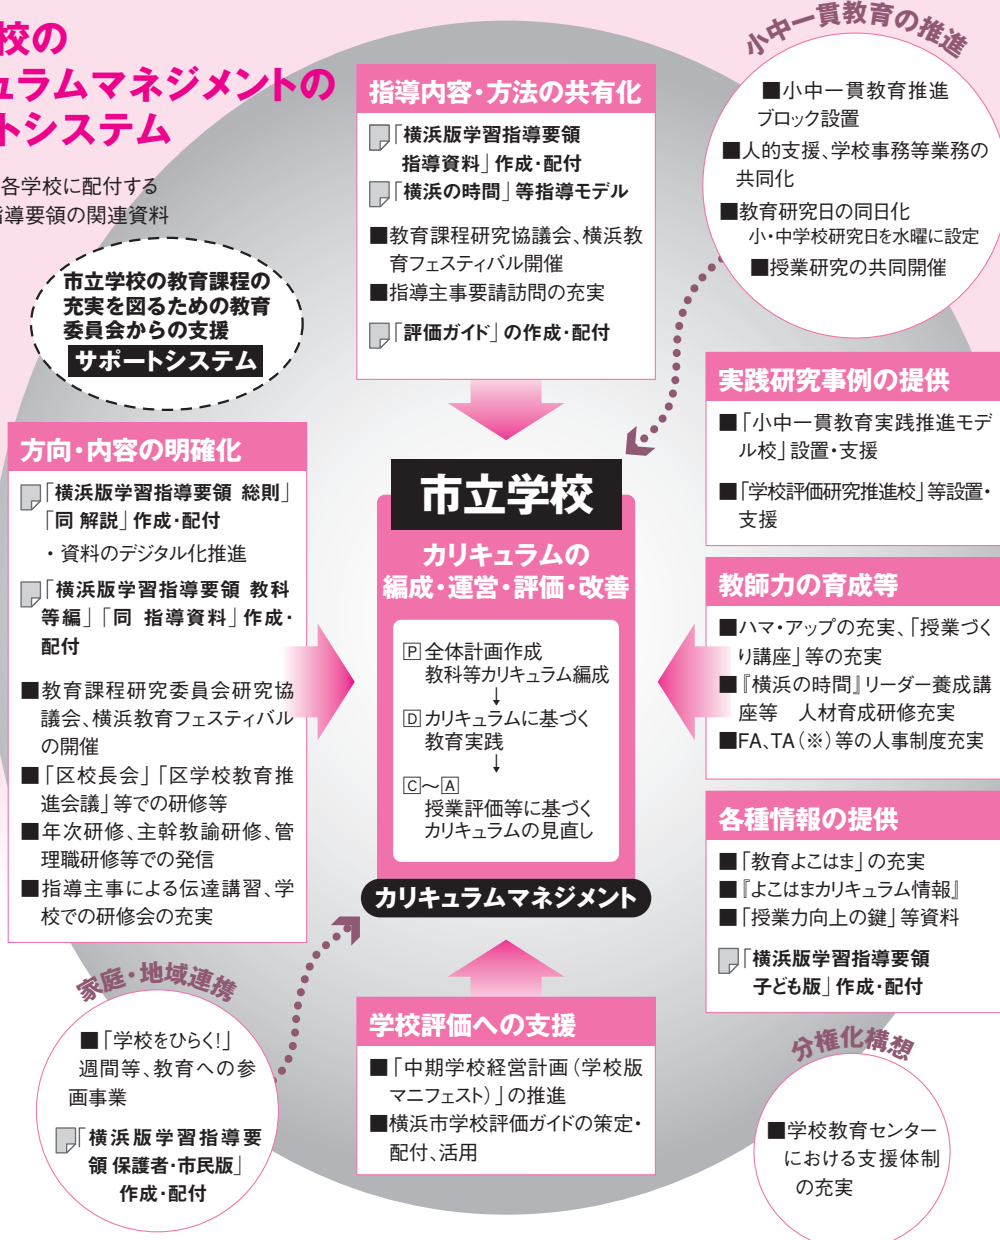 校の
ュラムマネジメントの
トシステム
各学校に配付する
指導要領の関連資料
市立学校の教育課程の
充実を図るための教育
委員会からの支援
サポートシステム
指導内容・方法の共有化
「横浜版学習指導要領
指導資料」作成・配付
「横浜の時間」等指導モデル
■教育課程研究協議会、横浜教
育フェスティバル開催
■指導主事要請訪問の充実
「評価ガイド」の作成・配付
小中一貫教育の推進
■小中一貫教育推進
ブロック設置
■人的支援、学校事務等業務の
共同化
■教育研究日の同日化
小・中学校研究日を水曜に設定
■授業研究の共同開催
方向・内容の明確化
「横浜版学習指導要領 総則」
「同 解説」作成・配付
・資料のデジタル化推進
「横浜版学習指導要領 教科
等編」「同 指導資料」作成・
配付
■教育課程研究委員会研究協
議会、横浜教育フェスティバル
の開催
■「区校長会」「区学校教育推
進会議」等での研修等
■年次研修、主幹教諭研修、管
理職研修等での発信
■指導主事による伝達講習、学
校での研修会の充実
市立学校
カリキュラムの
編成・運営・評価・改善
P 全体計画作成
教科等カリキュラム編成
↓
D カリキュラムに基づく
教育実践
↓
C〜A
授業評価等に基づく
カリキュラムの見直し
カリキュラムマネジメント
実践研究事例の提供
■「小中一貫教育実践推進モデ
ル校」設置・支援
■「学校評価研究推進校」等設置・
支援
教師力の育成等
■ハマ・アップの充実、「授業づく
り講座」等の充実
■『横浜の時間』リーダー養成講
座等 人材育成研修充実
■FA、TA(※)等の人事制度充実
各種情報の提供
■「教育よこはま」の充実
■『よこはまカリキュラム情報』
■「授業力向上の鍵」等資料
「横浜版学習指導要領
子ども版」作成・配付
家庭・地域連携
■「学校をひらく!」
週間等、教育への参
画事業
「横浜版学習指導要
領 保護者・市民版」
作成・配付
学校評価への支援
■「中期学校経営計画(学校版
マニフェスト)」の推進
■横浜市学校評価ガイドの策定・
配付、活用
分権化構想
■学校教育センター
における支援体制
の充実